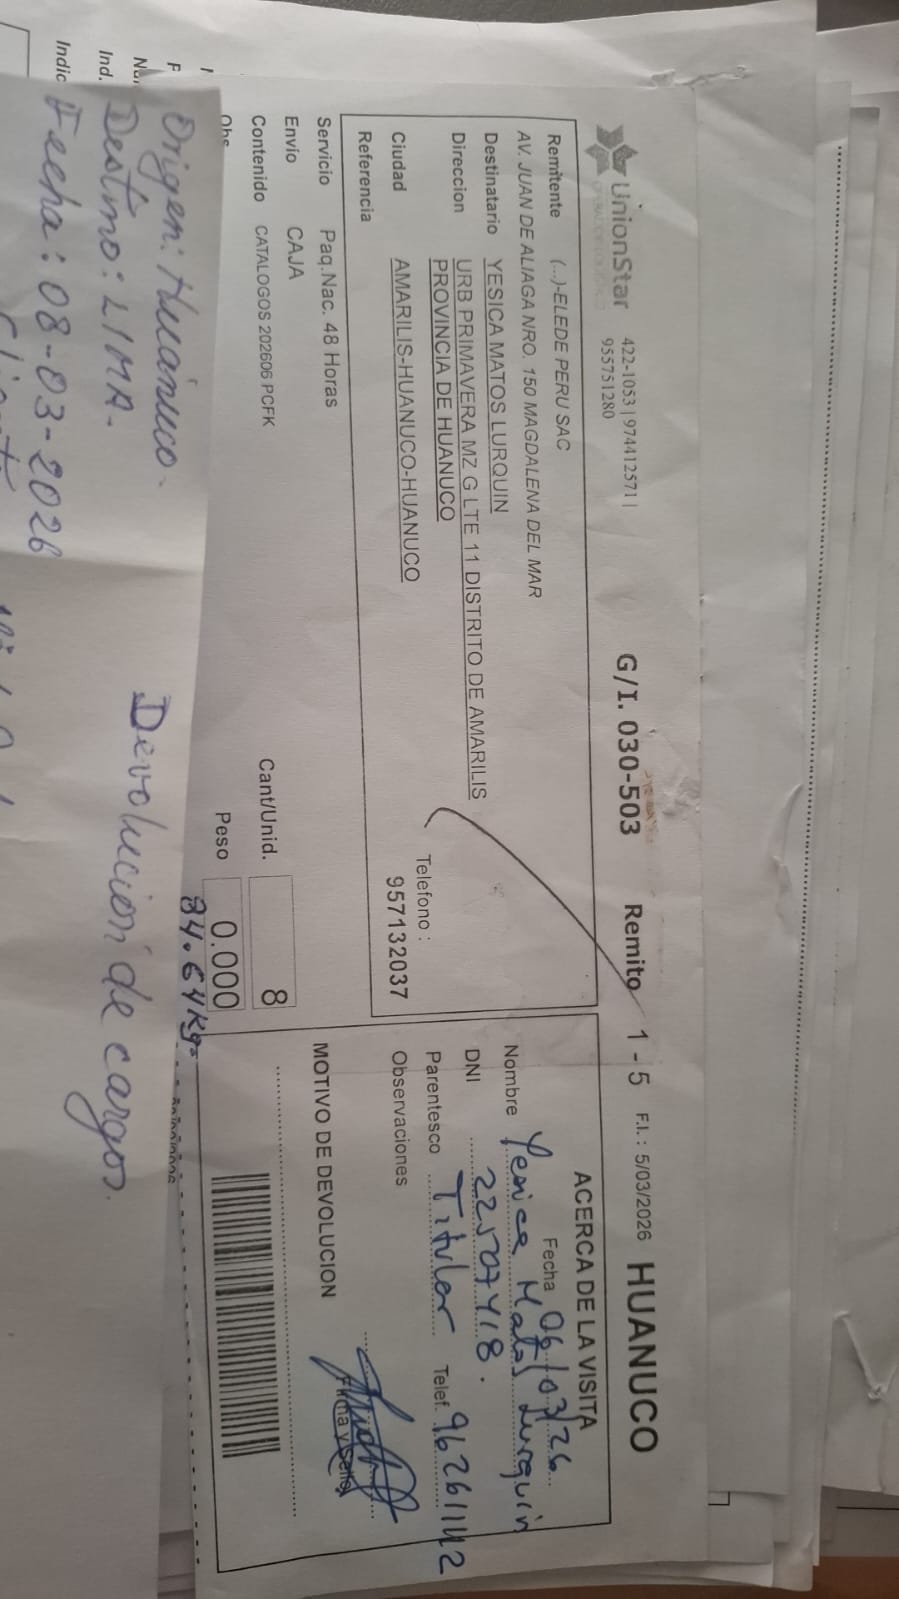 UnionStar
422-1053 | 974412571 |
955751280
G/I. 030-503 Remito 1 - 5 F.I. : 5/03/2026 HUANUCO
Remitente (...)-ELEDE PERU SAC
AV. JUAN DE ALIAGA NRO. 150 MAGDALENA DEL MAR
Destinatario YESICA MATOS LURQUIN
Direccion URB PRIMAVERA MZ G LTE 11 DISTRITO DE AMARILIS
PROVINCIA DE HUANUCO
Ciudad AMARILIS-HUANUCO-HUANUCO
Telefono :
957132037
Referencia
Servicio Paq.Nac. 48 Horas
Envio CAJA
Contenido CATALOGOS 202606 PCFK
Cant/Unid. 8
Peso 0.000
34.64kg.
Obs
ACERCA DE LA VISITA
Fecha 06/03/26
Nombre Yesica Matos Lurquin
DNI 22507418.
Parentesco Titular Telef.
Observaciones
Firma y Sello
MOTIVO DE DEVOLUCION
Origen: Huánuco.
Destino: LIMA.
Fecha: 08-03-2026
Devolución de cargos.
Ind.
Indic